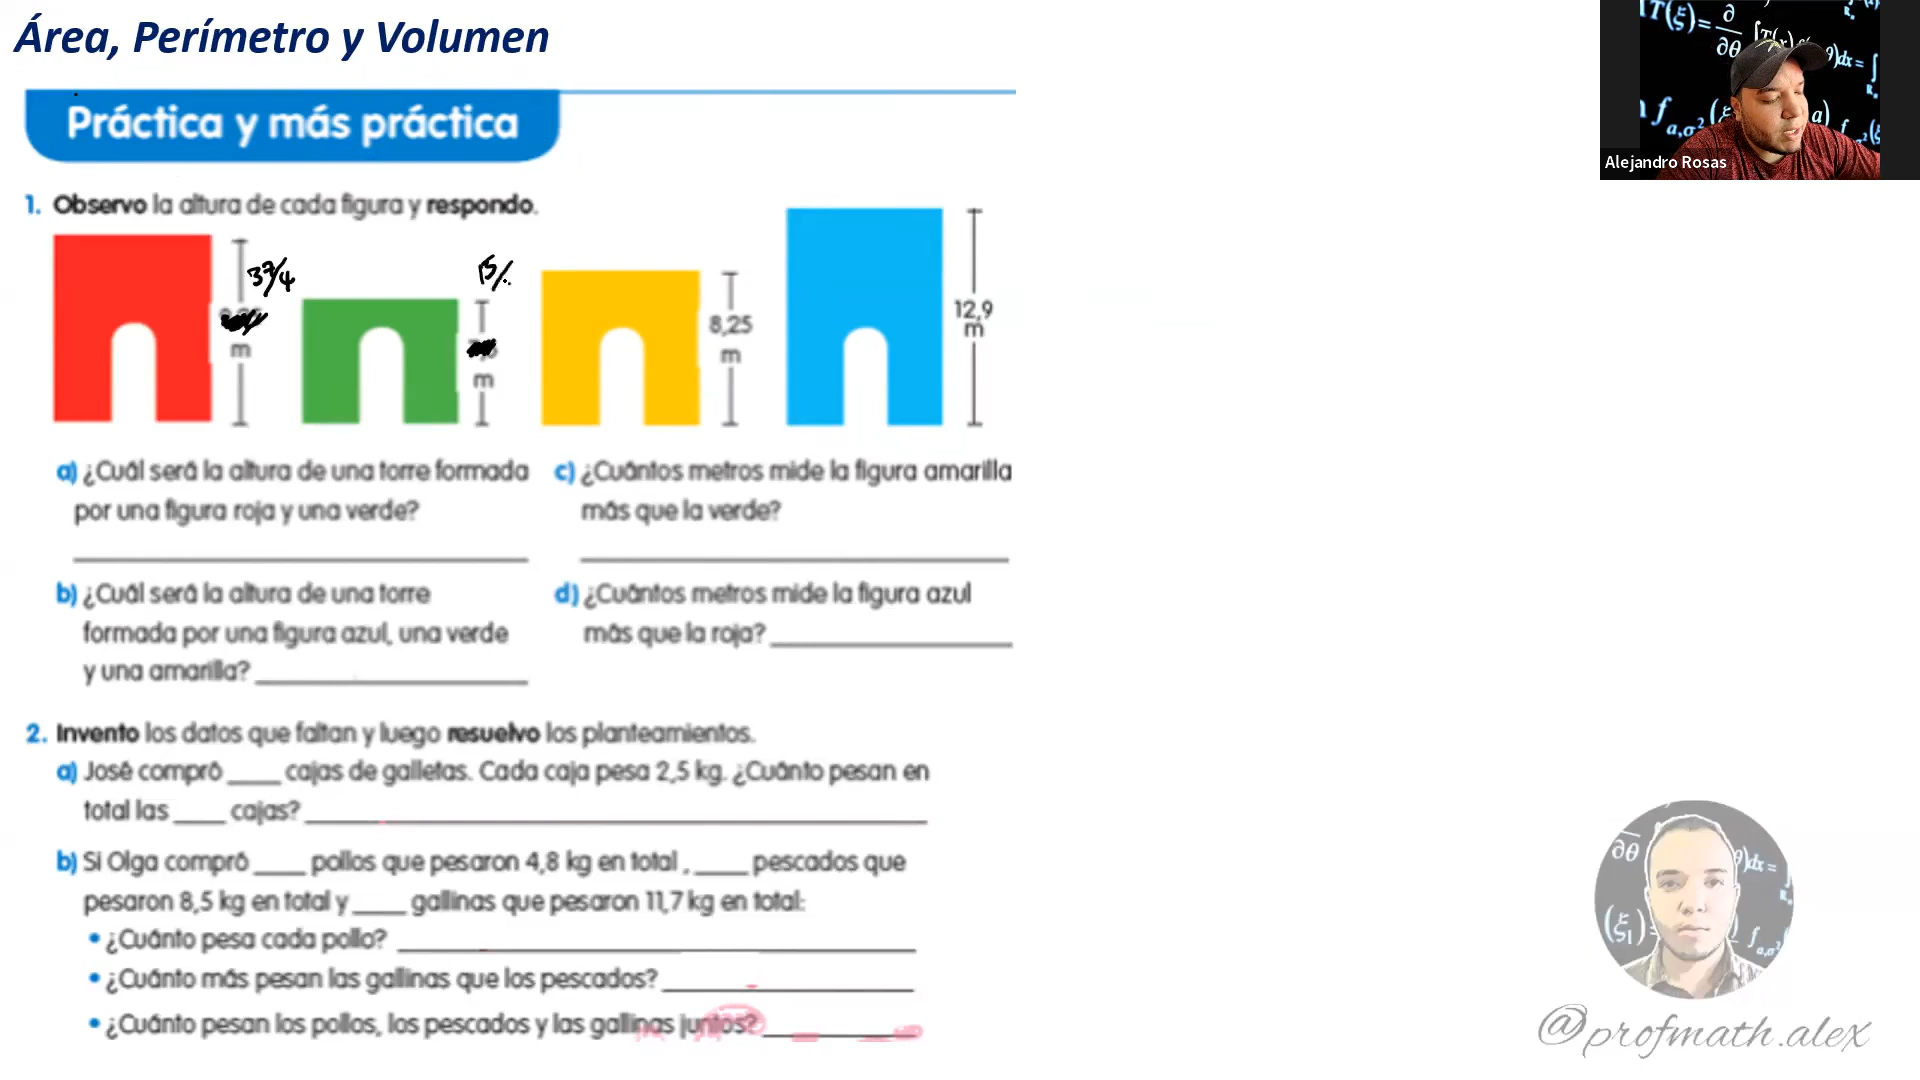 Área, Perímetro y Volumen
Práctica y más práctica
1. Observo la altura de cada figura y respondo.
37/4
m
15/
m
8,25
m
12,9
m
a) ¿Cuál será la altura de una torre formada
por una figura roja y una verde?
b) ¿Cuál será la altura de una torre
formada por una figura azul, una verde
y una amarilla?
c) ¿Cuántos metros mide la figura amarilla
más que la verde?
d) ¿Cuántos metros mide la figura azul
más que la roja?
2. Invento los datos que faltan y luego resuelvo los planteamientos.
a) José compró ____ cajas de galletas. Cada caja pesa 2,5 kg. ¿Cuánto pesan en
total las ____ cajas?
b) Si Olga compró ____ pollos que pesaron 4,8 kg en total , ____ pescados que
pesaron 8,5 kg en total y ____ gallinas que pesaron 11,7 kg en total:
• ¿Cuánto pesa cada pollo?
• ¿Cuánto más pesan las gallinas que los pescados?
• ¿Cuánto pesan los pollos, los pescados y las gallinas juntos?
Alejandro Rosas
@profmath.alex